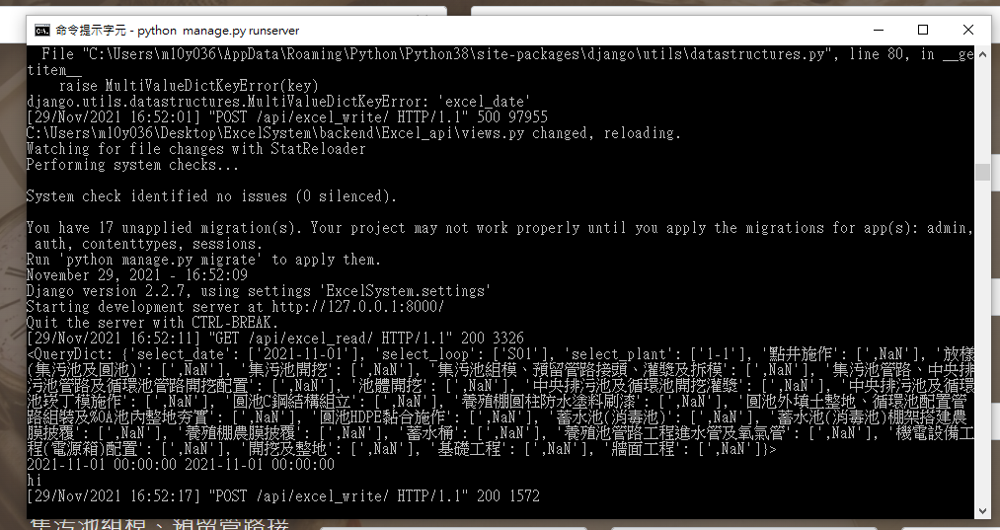 命令提示字元 - python  manage.py runserver
  File "C:\Users\m10y036\AppData\Roaming\Python\Python38\site-packages\django\utils\datastructures.py", line 80, in __ge
titem__
    raise MultiValueDictKeyError(key)
django.utils.datastructures.MultiValueDictKeyError: 'excel_date'
[29/Nov/2021 16:52:01] "POST /api/excel_write/ HTTP/1.1" 500 97955
C:\Users\m10y036\Desktop\ExcelSystem\backend\Excel_api\views.py changed, reloading.
Watching for file changes with StatReloader
Performing system checks...
System check identified no issues (0 silenced).
You have 17 unapplied migration(s). Your project may not work properly until you apply the migrations for app(s): admin,
 auth, contenttypes, sessions.
Run 'python manage.py migrate' to apply them.
November 29, 2021 - 16:52:09
Django version 2.2.7, using settings 'ExcelSystem.settings'
Starting development server at http://127.0.0.1:8000/
Quit the server with CTRL-BREAK.
[29/Nov/2021 16:52:11] "GET /api/excel_read/ HTTP/1.1" 200 3326
<QueryDict: {'select_date': ['2021-11-01'], 'select_loop': ['S01'], 'select_plant': ['1-1'], '點井施作': [',NaN'], '放樣
(集污池及圓池)': [',NaN'], '集污池開挖': [',NaN'], '集污池組模、預留管路接頭、灌漿及拆模': [',NaN'], '集污池管路、中央排
污池管路及循環池管路開挖配置': [',NaN'], '池體開挖': [',NaN'], '中央排污池及循環池開挖灌漿': [',NaN'], '中央排污池及循環
池崁丁模施作': [',NaN'], '圓池C鋼結構組立': [',NaN'], '養殖棚圓柱防水塗料刷漆': [',NaN'], '圓池外填土整地、循環池配置管
路組裝及%0A池內整地夯實': [',NaN'], '圓池HDPE黏合施作': [',NaN'], '蓄水池(消毒池)': [',NaN'], '蓄水池(消毒池)棚架搭建農
膜披覆': [',NaN'], '養殖棚農膜披覆': [',NaN'], '蓄水桶': [',NaN'], '養殖池管路工程進水管及氧氣管': [',NaN'], '機電設備工
程(電源箱)配置': [',NaN'], '開挖及整地': [',NaN'], '基礎工程': [',NaN'], '牆面工程': [',NaN']}>
2021-11-01 00:00:00 2021-11-01 00:00:00
hi
[29/Nov/2021 16:52:17] "POST /api/excel_write/ HTTP/1.1" 200 1572
集污池組模、預留管路接